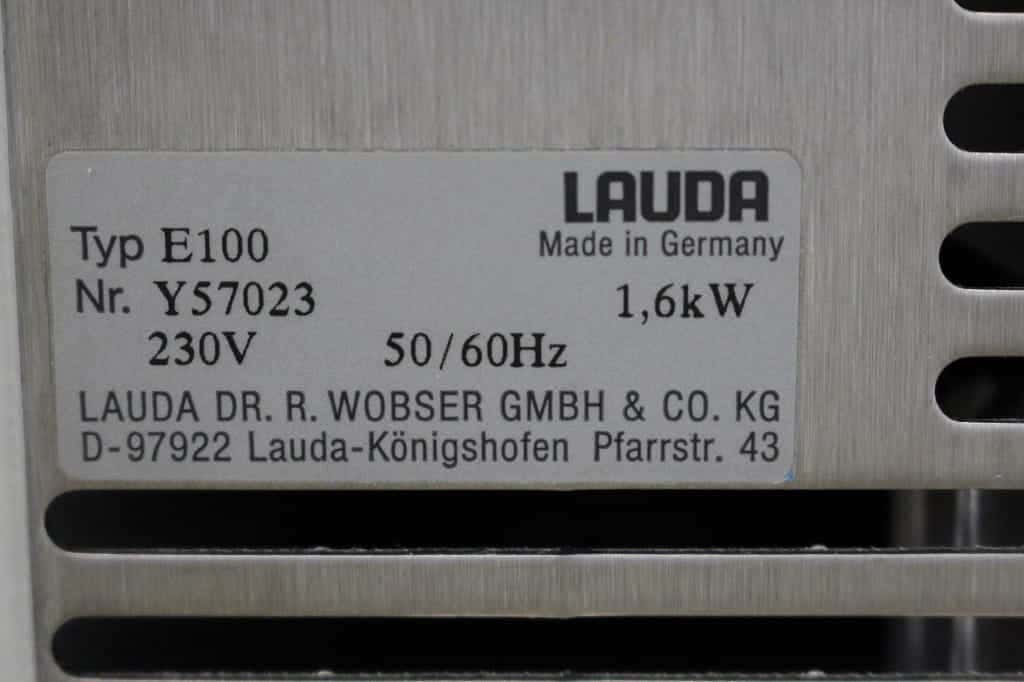 LAUDA
Made in Germany
Typ E100
Nr. Y57023 1,6kW
230V 50/60Hz
LAUDA DR. R. WOBSER GMBH & CO. KG
D-97922 Lauda-Königshofen Pfarrstr. 43